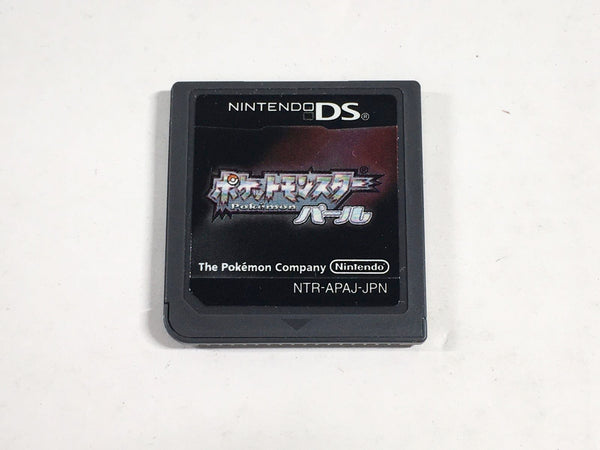 NINTENDO DS®
ポケットモンスター®
Pokémon
パール
The Pokémon Company Nintendo
NTR-APAJ-JPN